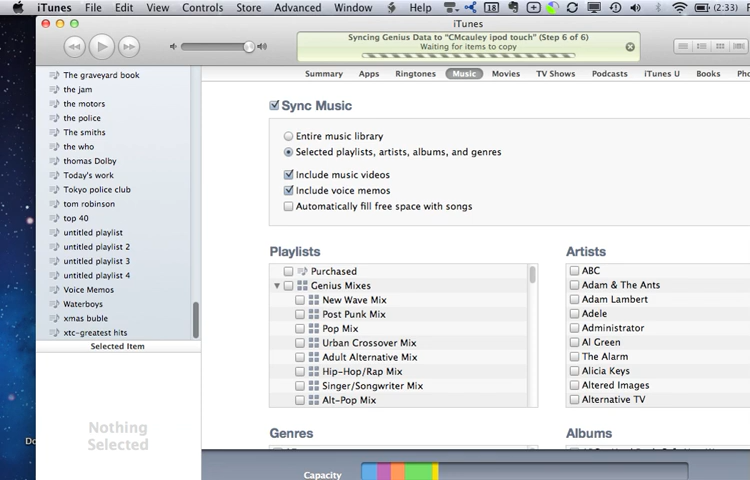 iTunes File Edit View Controls Store Advanced Window Help 18 (2:33)
iTunes
Syncing Genius Data to "CMcauley ipod touch" (Step 6 of 6)
Waiting for items to copy
The graveyard book
the jam
the motors
the police
The smiths
the who
thomas Dolby
Today's work
Tokyo police club
tom robinson
top 40
untitled playlist
untitled playlist 2
untitled playlist 3
untitled playlist 4
Voice Memos
Waterboys
xmas buble
xtc-greatest hits
Selected Item
Nothing
Selected
Summary Apps Ringtones Music Movies TV Shows Podcasts iTunes U Books Pho
Sync Music
Entire music library
Selected playlists, artists, albums, and genres
Include music videos
Include voice memos
Automatically fill free space with songs
Playlists
Purchased
Genius Mixes
New Wave Mix
Post Punk Mix
Pop Mix
Urban Crossover Mix
Adult Alternative Mix
Hip-Hop/Rap Mix
Singer/Songwriter Mix
Alt-Pop Mix
Artists
ABC
Adam & The Ants
Adam Lambert
Adele
Administrator
Al Green
The Alarm
Alicia Keys
Altered Images
Alternative TV
Genres
Albums
Capacity
Do